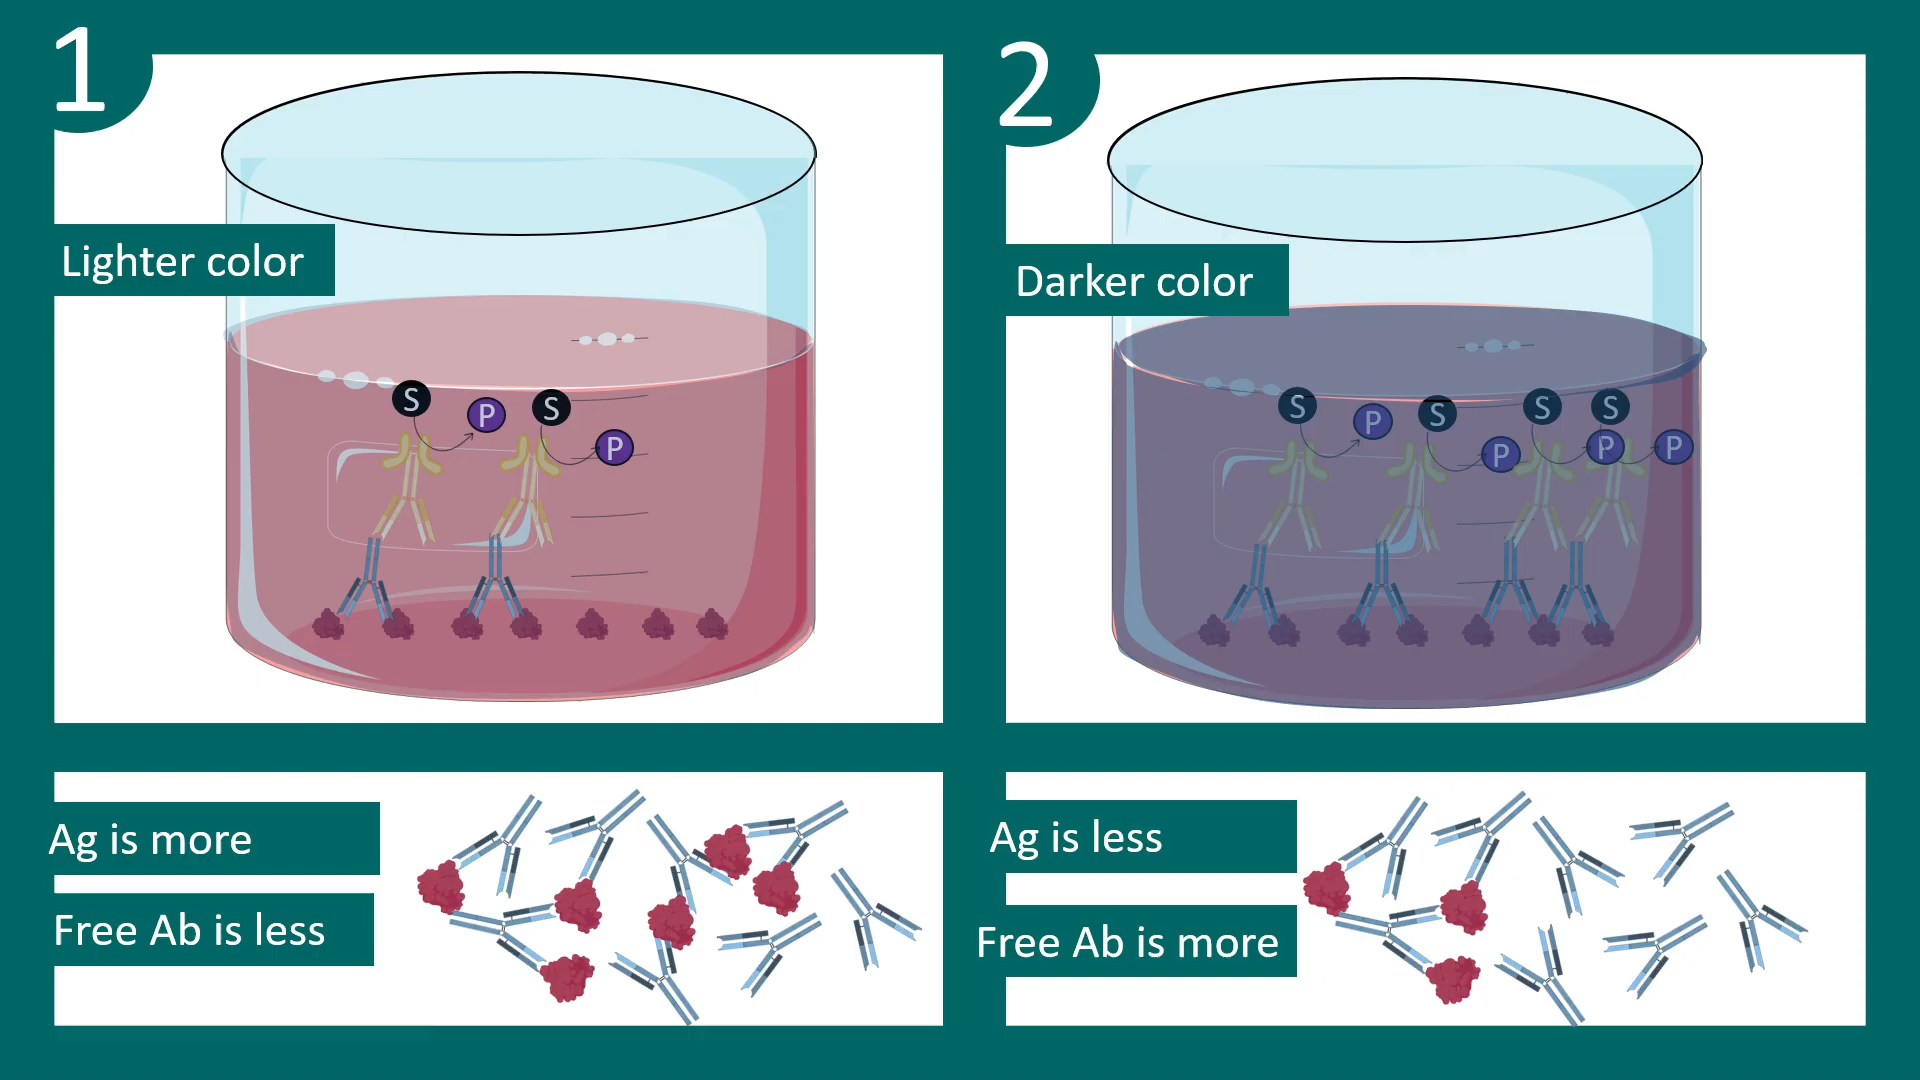 1
Lighter color
S
P
S
P
Ag is more
Free Ab is less
2
Darker color
S
P
S
P
S
P
S
P
Ag is less
Free Ab is more